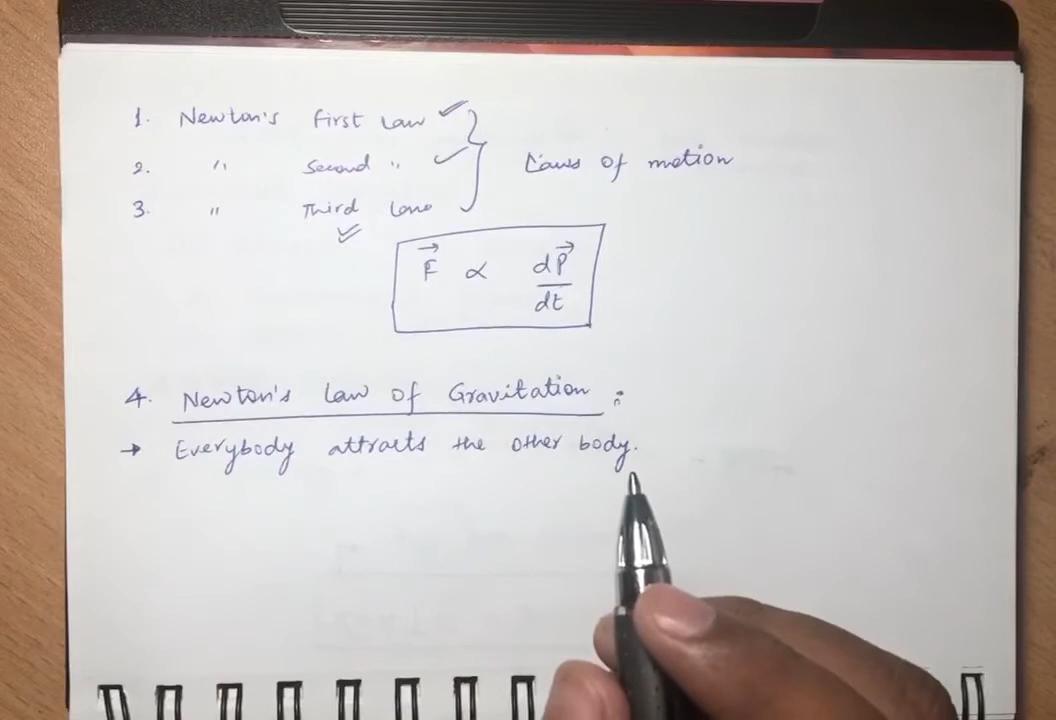 1. Newton's First Law
2. " Second "
3. " Third Law
Laws of motion
F⃗ ∝ dP⃗/dt
4. Newton's Law of Gravitation :
→ Everybody attracts the other body.